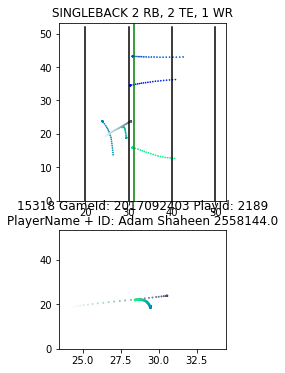 SINGLEBACK 2 RB, 2 TE, 1 WR
50
40
30
20
10
0
20 30 40 50
15318 GameId: 2017092403 PlayId: 2189
PlayerName + ID: Adam Shaheen 2558144.0
40
20
0
25.0 27.5 30.0 32.5